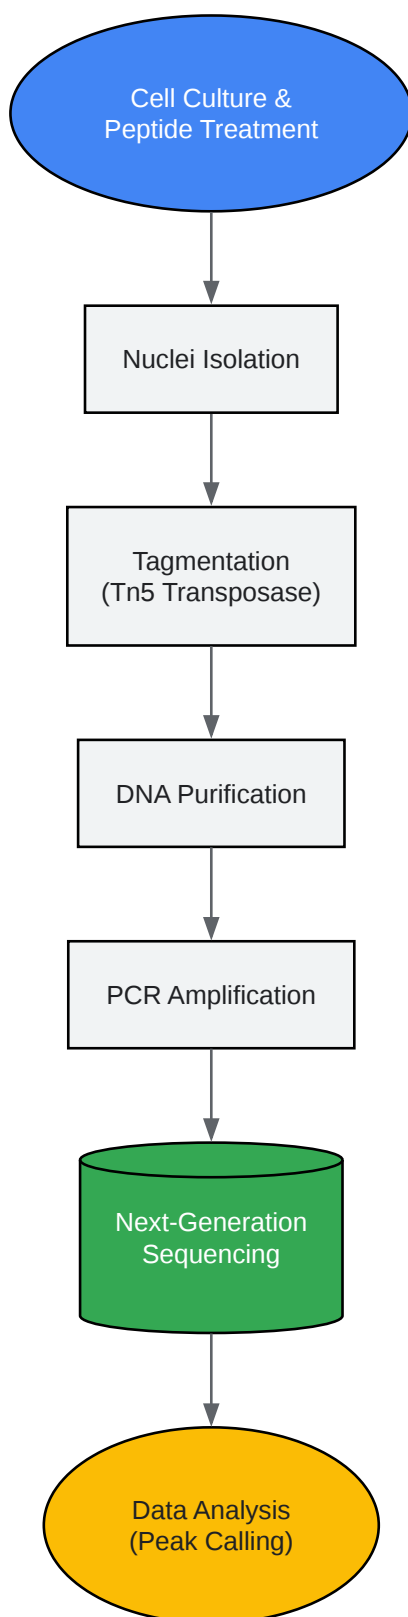 Cell Culture &
Peptide Treatment
Nuclei Isolation
Tagmentation
(Tn5 Transposase)
DNA Purification
PCR Amplification
Next-Generation
Sequencing
Data Analysis
(Peak Calling)